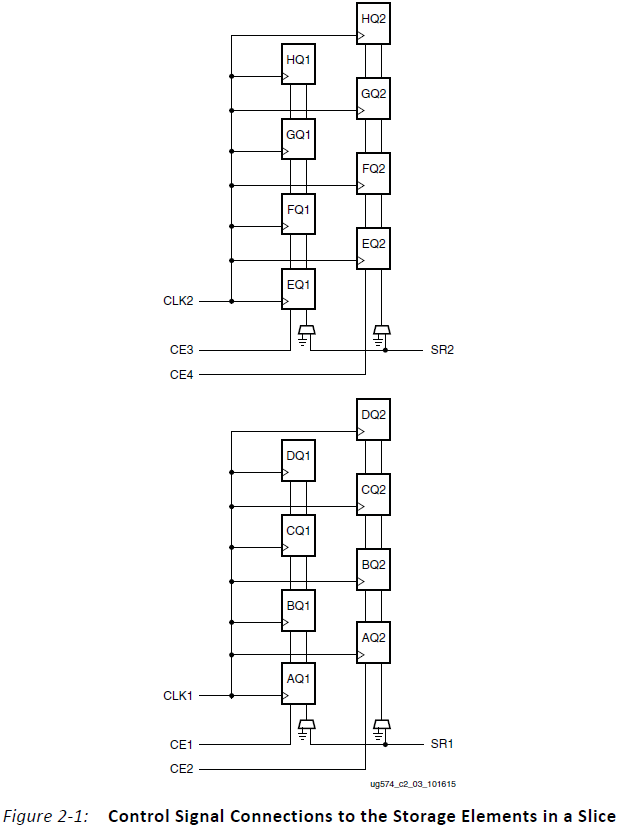 HQ2
HQ1
GQ2
GQ1
FQ2
FQ1
EQ2
EQ1
CLK2
CE3
SR2
CE4
DQ2
DQ1
CQ2
CQ1
BQ2
BQ1
AQ2
AQ1
CLK1
CE1
SR1
CE2
ug574_c2_03_101615
Figure 2-1: Control Signal Connections to the Storage Elements in a Slice